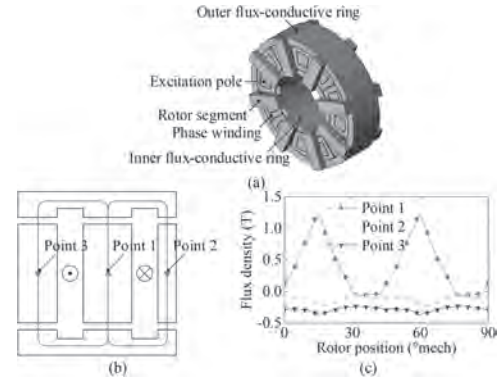 Outer flux-conductive ring
Excitation pole
Rotor segment
Phase winding
Inner flux-conductive ring
(a)
Point 3
Point 1
Point 2
(b)
Flux density (T)
1.5
1.0
0.5
0.0
-0.5
Point 1
Point 2
Point 3
0
30
60
90
Rotor position (°mech)
(c)